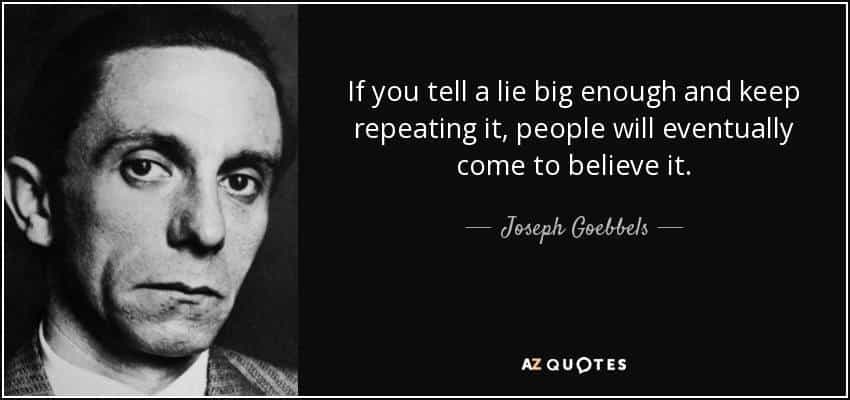 If you tell a lie big enough and keep
repeating it, people will eventually
come to believe it.
Joseph Goebbels
AZ QUOTES